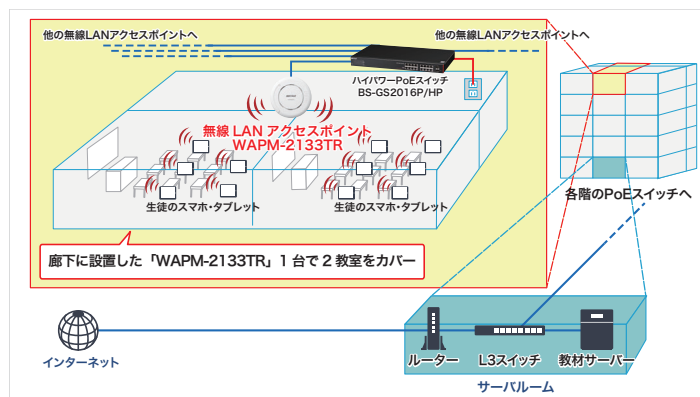 他の無線LANアクセスポイントへ
他の無線LANアクセスポイントへ
ハイパワーPoEスイッチ
BS-GS2016P/HP
無線 LAN アクセスポイント
WAPM-2133TR
生徒のスマホ・タブレット
生徒のスマホ・タブレット
廊下に設置した「WAPM-2133TR」1 台で 2 教室をカバー
各階のPoEスイッチへ
インターネット
ルーター
L3スイッチ
教材サーバー
サーバルーム